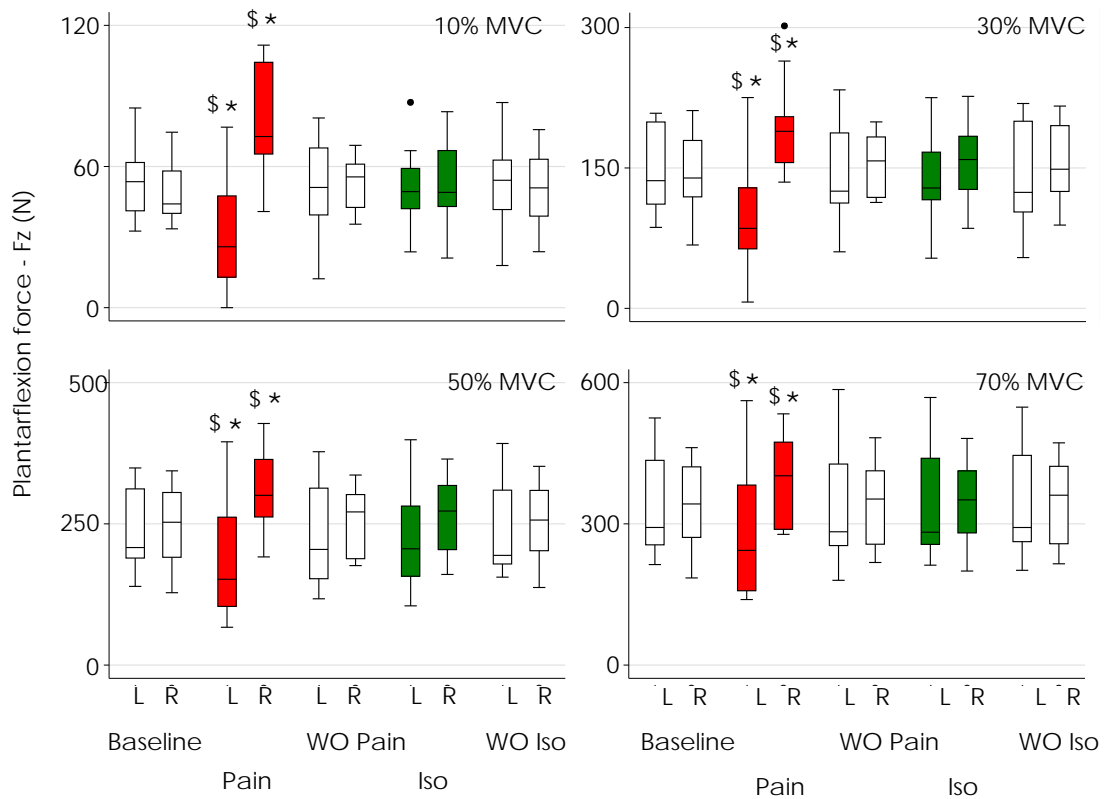 Plantarflexion force - Fz (N)
120
60
0
10% MVC
$ *
$ *
300
150
0
30% MVC
$ *
$ *
500
250
0
50% MVC
$ *
$ *
600
300
0
70% MVC
$ *
$ *
L R L R L R L R L R
Baseline WO Pain WO Iso
Pain Iso
L R L R L R L R L R
Baseline WO Pain WO Iso
Pain Iso